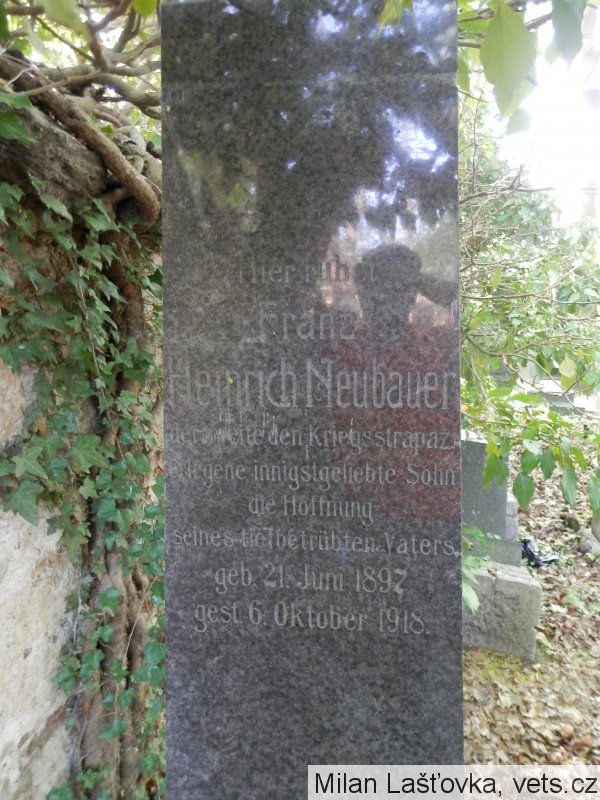 Hier ruhet
Franz
Heinrich Neubauer
der zweite den Kriegsstrapaz.
erlegene innigstgeliebte Sohn
die Hoffnung
seines tiefbetrübten Vaters.
geb. 21. Juni 1897
gest. 6. Oktober 1918.
Milan Lašťovka, vets.cz